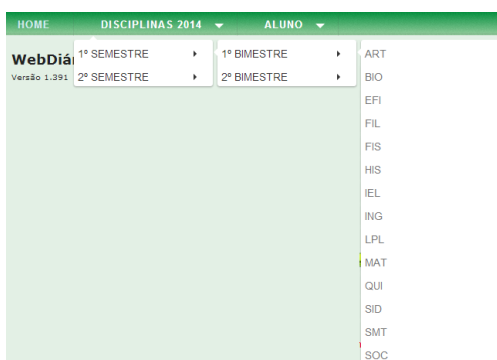 HOME DISCIPLINAS 2014 ALUNO
WebDiá
Versão 1.391
1º SEMESTRE
2º SEMESTRE
1º BIMESTRE
2º BIMESTRE
ART
BIO
EFI
FIL
FIS
HIS
IEL
ING
LPL
MAT
QUI
SID
SMT
SOC